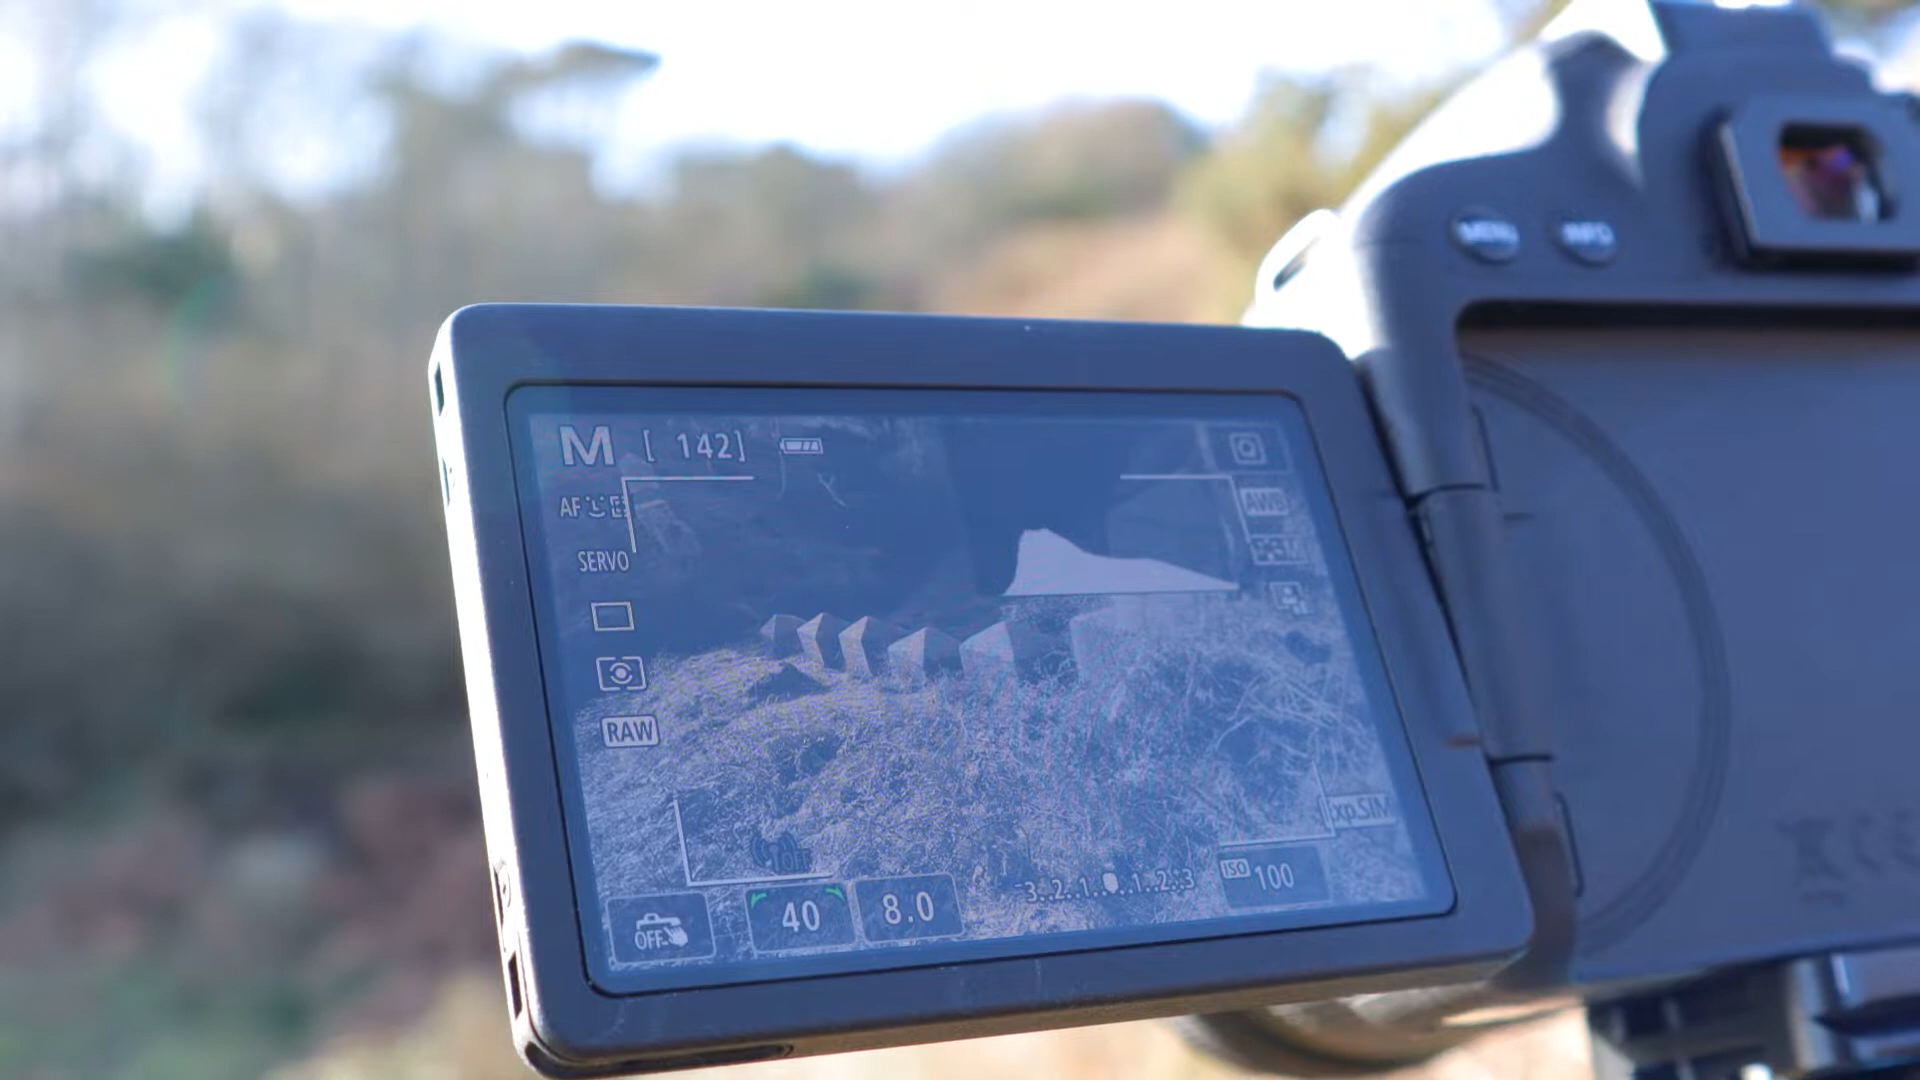 MENU INFO
M [ 142]
AF
AWB
SERVO
RAW
Exp.SIM
OFF 40 8.0 -3..2..1..0..1..2..:3 ISO 100